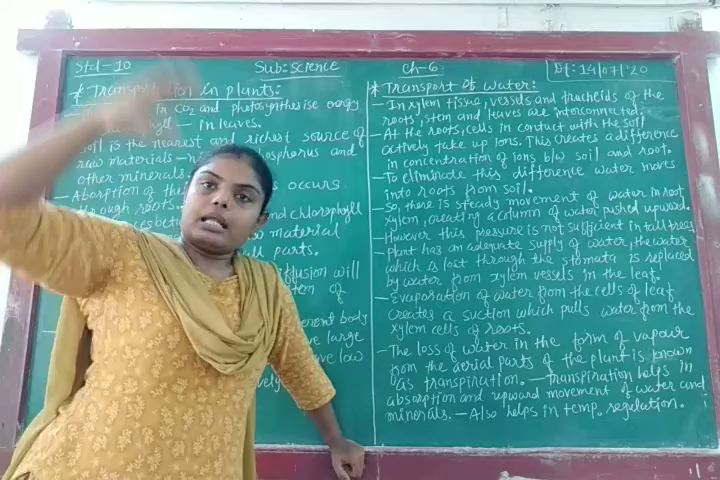 Std-10
Sub:- Science
Ch-6
Dt:14/07/'20
* Transportation in plants:
in CO2 and photosynthesise energy
- in leaves.
Soil is the nearest and richest source of
raw materials - phosphorus and
other minerals.
- Aborption of the occurs
through roots.
and chlorophyll
material
parts.
diffusion will
body
large
have low
* Transport of water:
- In xylem tissue, vessels and tracheids of the
roots, stem and leaves are interconnected.
- At the roots, cells in contact with the soil
actively take up ions. This creates a difference
in concentration of ions b/w soil and root.
- To eliminate this difference water moves
into roots from soil.
- So there is steady movement of water in root
xylem, creating a column of water pushed upward.
- However this pressure is not sufficient in tall trees.
- Plant has an adequate supply of water, the water
which is lost through the stomata is replaced
by water from xylem vessels in the leaf.
- Evaporation of water from the cells of leaf
creates a suction which pulls water from the
xylem cells of roots.
- The loss of water in the form of vapour
from the aerial parts of the plant is known
as transpiration. - Transpiration helps in
absorption and upward movement of water and
minerals. - Also helps in temp. regulation.